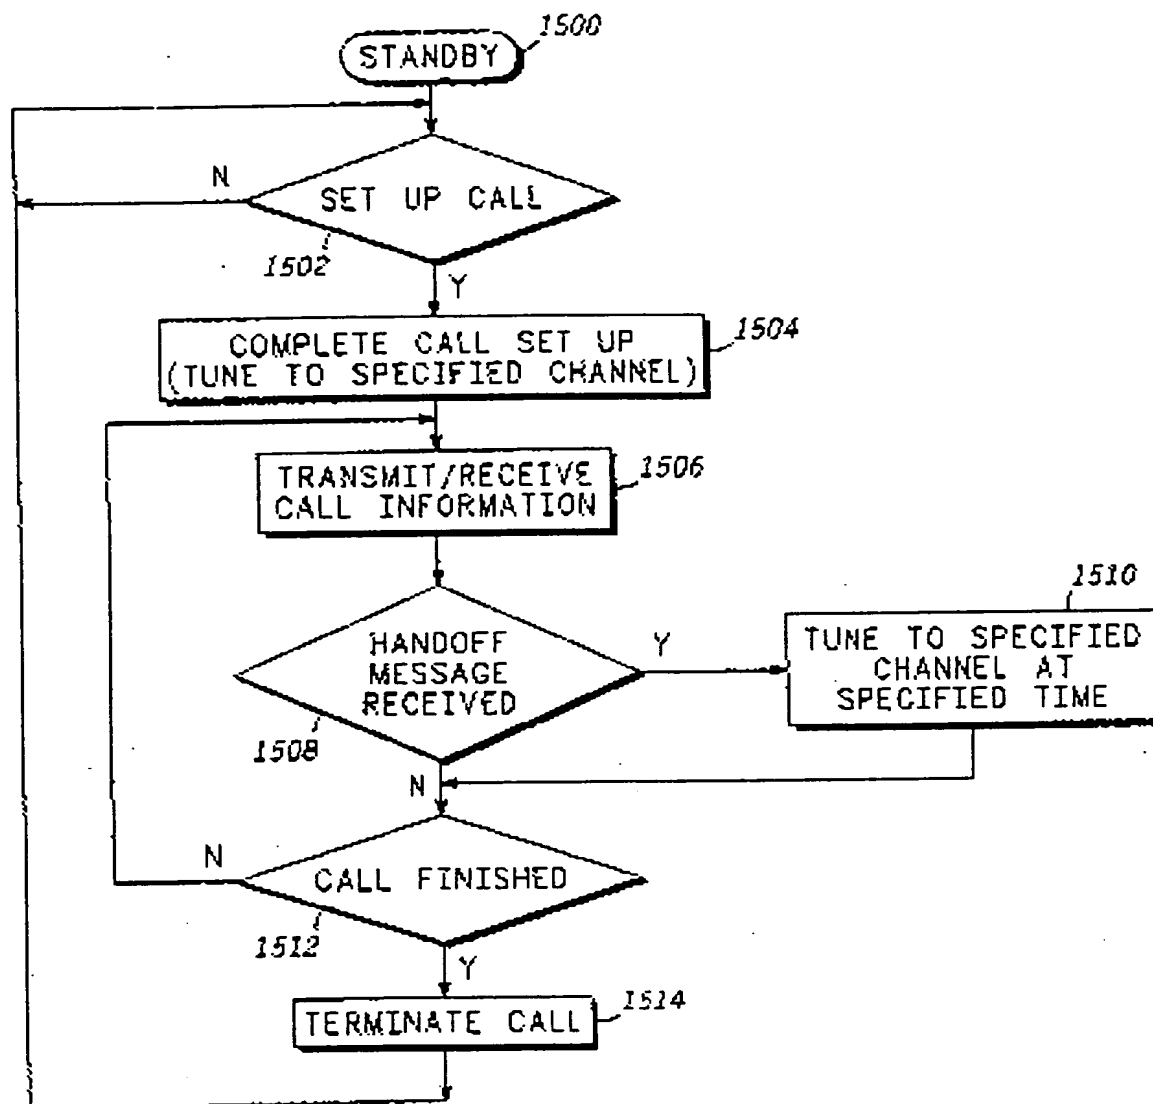 STANDBY
1500
N
SET UP CALL
1502
Y
COMPLETE CALL SET UP
(TUNE TO SPECIFIED CHANNEL)
1504
TRANSMIT/RECEIVE
CALL INFORMATION
1506
HANDOFF
MESSAGE
RECEIVED
1508
Y
1510
TUNE TO SPECIFIED
CHANNEL AT
SPECIFIED TIME
N
N
CALL FINISHED
1512
Y
TERMINATE CALL
1514